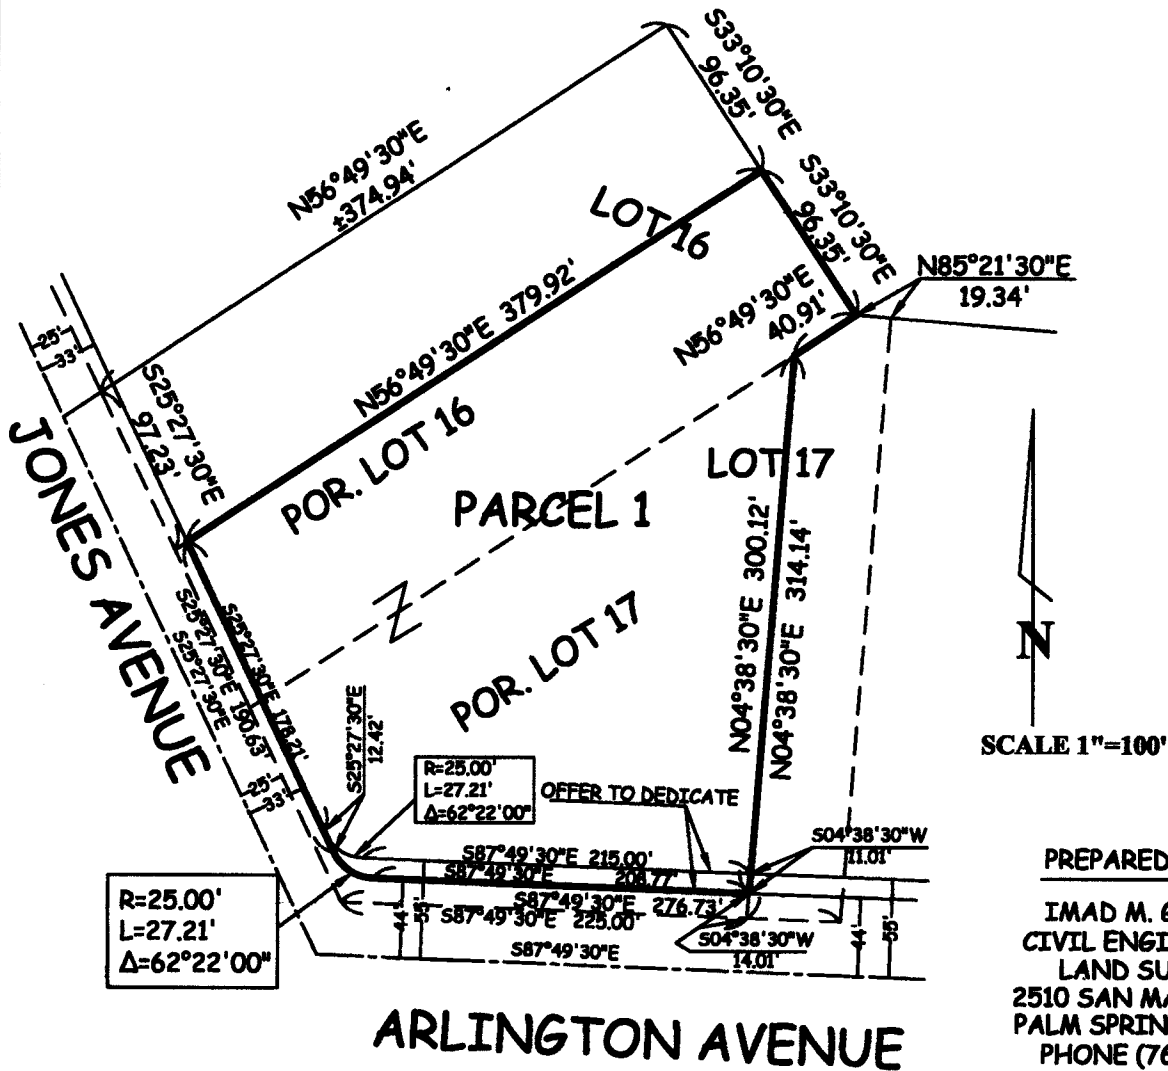 S33°10'30"E
96.35'
N56°49'30"E
±374.94'
LOT 16
S33°10'30"E
96.35'
N85°21'30"E
19.34'
N56°49'30"E
40.91'
N56°49'30"E 379.92'
25'
33'
S25°27'30"E
97.23'
POR. LOT 16
PARCEL 1
LOT 17
JONES AVENUE
N04°38'30"E 300.12'
N04°38'30"E 314.14'
POR. LOT 17
N
SCALE 1"=100'
S25°27'30"E 178.21'
S25°27'30"E 190.63'
S25°27'30"E
S25°27'30"E
12.42'
25'
33'
R=25.00'
L=27.21'
Δ=62°22'00"
OFFER TO DEDICATE
S04°38'30"W
11.01'
S87°49'30"E 215.00'
S87°49'30"E 208.77'
S87°49'30"E 276.73'
S87°49'30"E 225.00'
S87°49'30"E
44'
55'
S04°38'30"W
14.01'
44'
55'
R=25.00'
L=27.21'
Δ=62°22'00"
ARLINGTON AVENUE
PREPARED
IMAD M.
CIVIL ENGI
LAND SU
2510 SAN MA
PALM SPRIN
PHONE (76